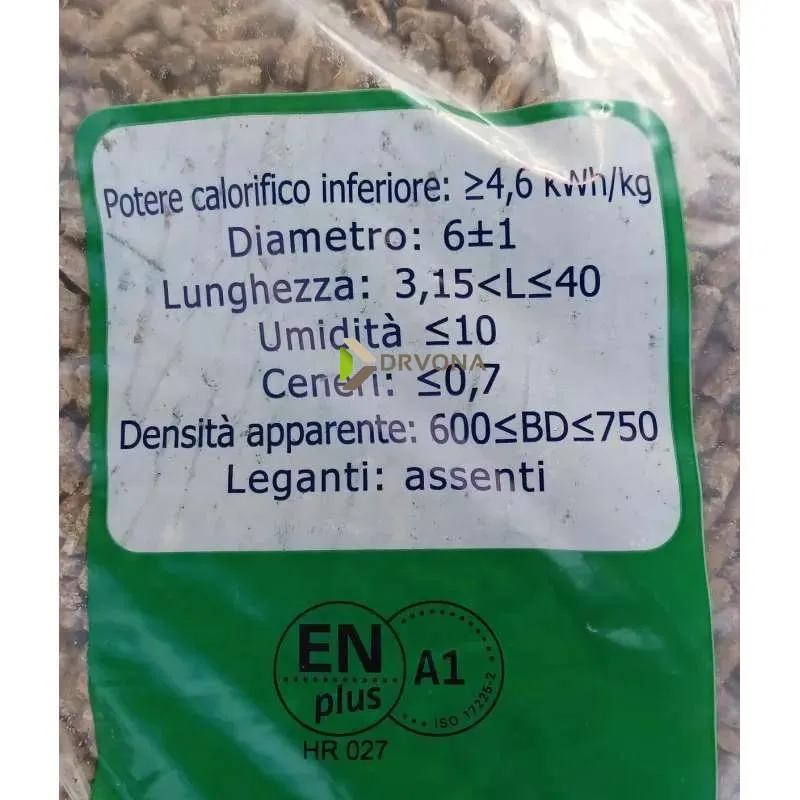 Potere calorifico inferiore: ≥4,6 kWh/kg
Diametro: 6±1
Lunghezza: 3,15<L≤40
Umidità ≤10
DRVONA
Ceneri: ≤0,7
Densità apparente: 600≤BD≤750
Leganti: assenti
EN
plus
A1
ISO 17225-2
HR 027